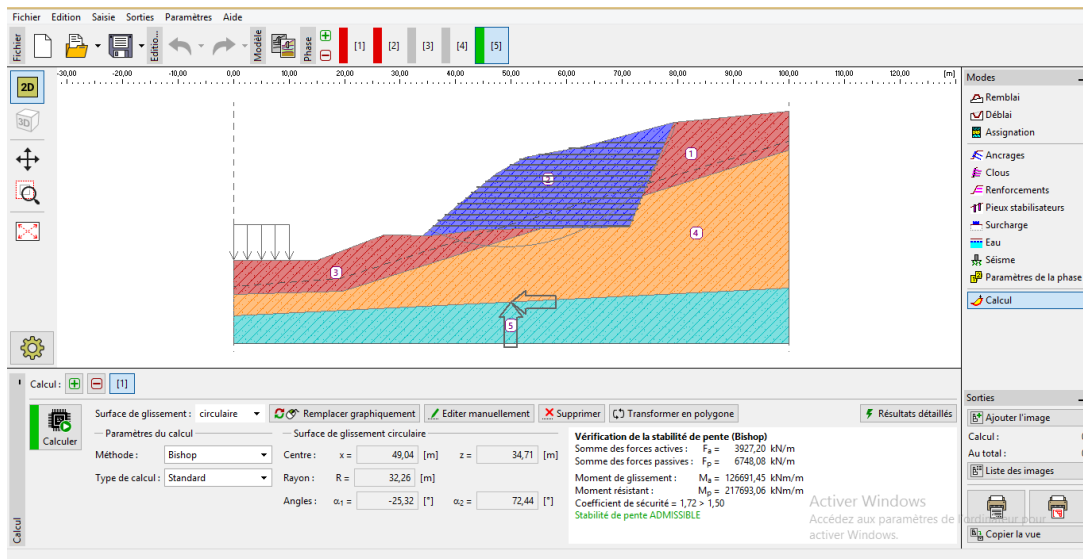 Fichier Edition Saisie Sorties Paramètres Aide
Fichier Editio... Modèle Phase [1] [2] [3] [4] [5]
2D -30,00 -20,00 -10,00 0,00 10,00 20,00 30,00 40,00 50,00 60,00 70,00 80,00 90,00 100,00 110,00 120,00 [m]
3D
1
2
3
4
5
Modes
Remblai
Déblai
Assignation
Ancrages
Clous
Renforcements
Pieux stabilisateurs
Surcharge
Eau
Séisme
Paramètres de la phase
Calcul
Calcul : [1]
Calculer
Surface de glissement : circulaire Remplacer graphiquement Editer manuellement Supprimer Transformer en polygone Résultats détaillés
Paramètres du calcul
Méthode : Bishop
Type de calcul : Standard
Surface de glissement circulaire
Centre : x = 49,04 [m] z = 34,71 [m]
Rayon : R = 32,26 [m]
Angles : α1 = -25,32 [°] α2 = 72,44 [°]
Vérification de la stabilité de pente (Bishop)
Somme des forces actives : Fa = 3927,20 kN/m
Somme des forces passives : Fp = 6748,08 kN/m
Moment de glissement : Ma = 126691,45 kNm/m
Moment résistant : Mp = 217693,06 kNm/m
Coefficient de sécurité = 1,72 > 1,50
Stabilité de pente ADMISSIBLE
Calcul
Activer Windows
Accédez aux paramètres de l'ordinateur pour
activer Windows.
Sorties
Ajouter l'image
Calcul :
Au total :
Liste des images
Copier la vue